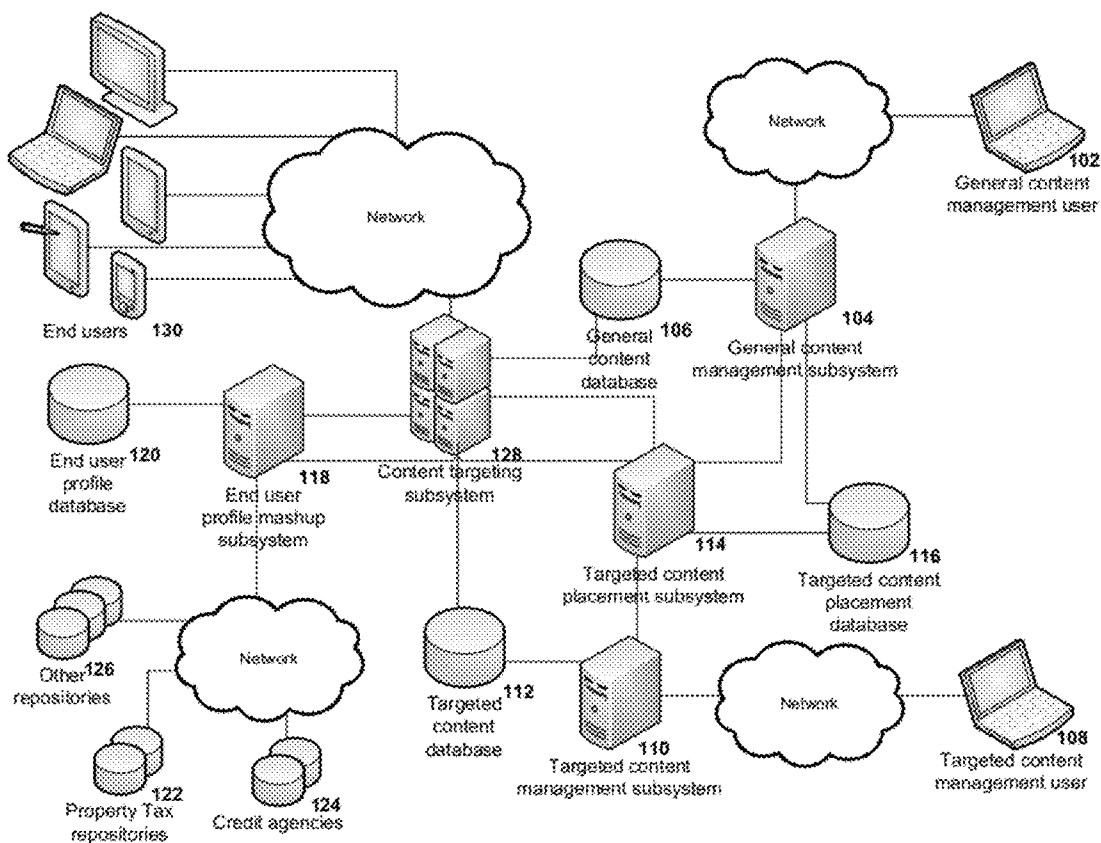 Network
102
General content
management user
Network
End users 130
106
General
content
database
104
General content
management subsystem
120
End user
profile
database
118
End user
profile mashup
subsystem
128
Content targeting
subsystem
114
Targeted content
placement subsystem
116
Targeted content
placement
database
Other 126
repositories
Network
112
Targeted
content
database
110
Targeted content
management subsystem
Network
108
Targeted content
management user
122
Property Tax
repositories
124
Credit agencies